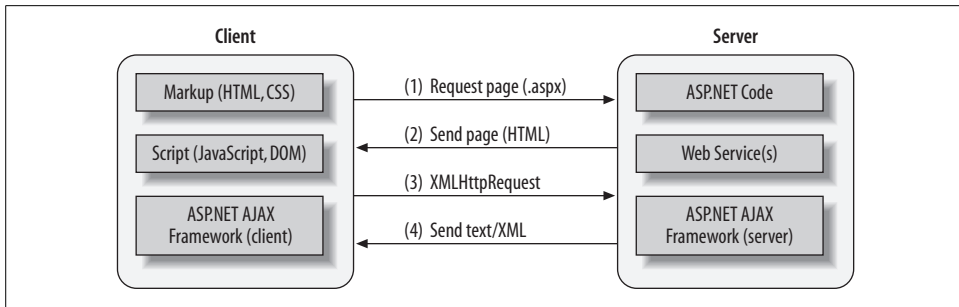 Client
Server
Markup (HTML, CSS)
Script (JavaScript, DOM)
ASP.NET AJAX
Framework (client)
(1) Request page (.aspx)
(2) Send page (HTML)
(3) XMLHttpRequest
(4) Send text/XML
ASP.NET Code
Web Service(s)
ASP.NET AJAX
Framework (server)